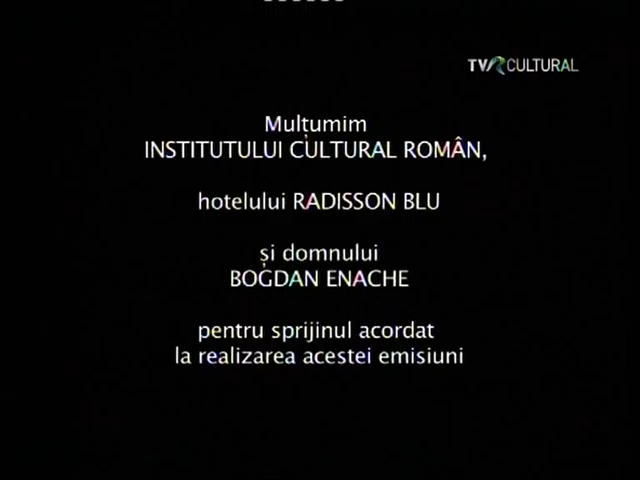 TVR CULTURAL
Mulțumim
INSTITUTULUI CULTURAL ROMÂN,
hotelului RADISSON BLU
și domnului
BOGDAN ENACHE
pentru sprijinul acordat
la realizarea acestei emisiuni